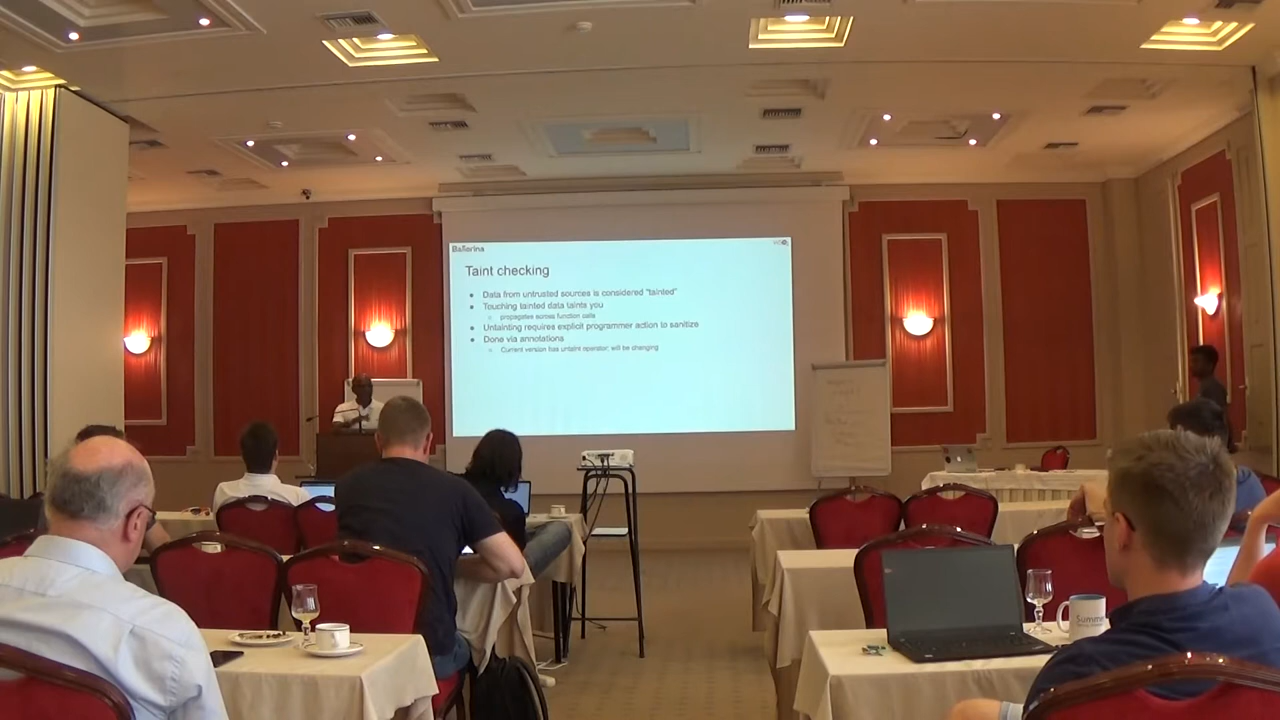 Ballerina
Taint checking
● Data from untrusted sources is considered "tainted"
● Touching tainted data taints you
○ propagates across function calls
● Untainting requires explicit programmer action to sanitize
● Done via annotations
○ Current version has untaint operator; will be changing
Summer